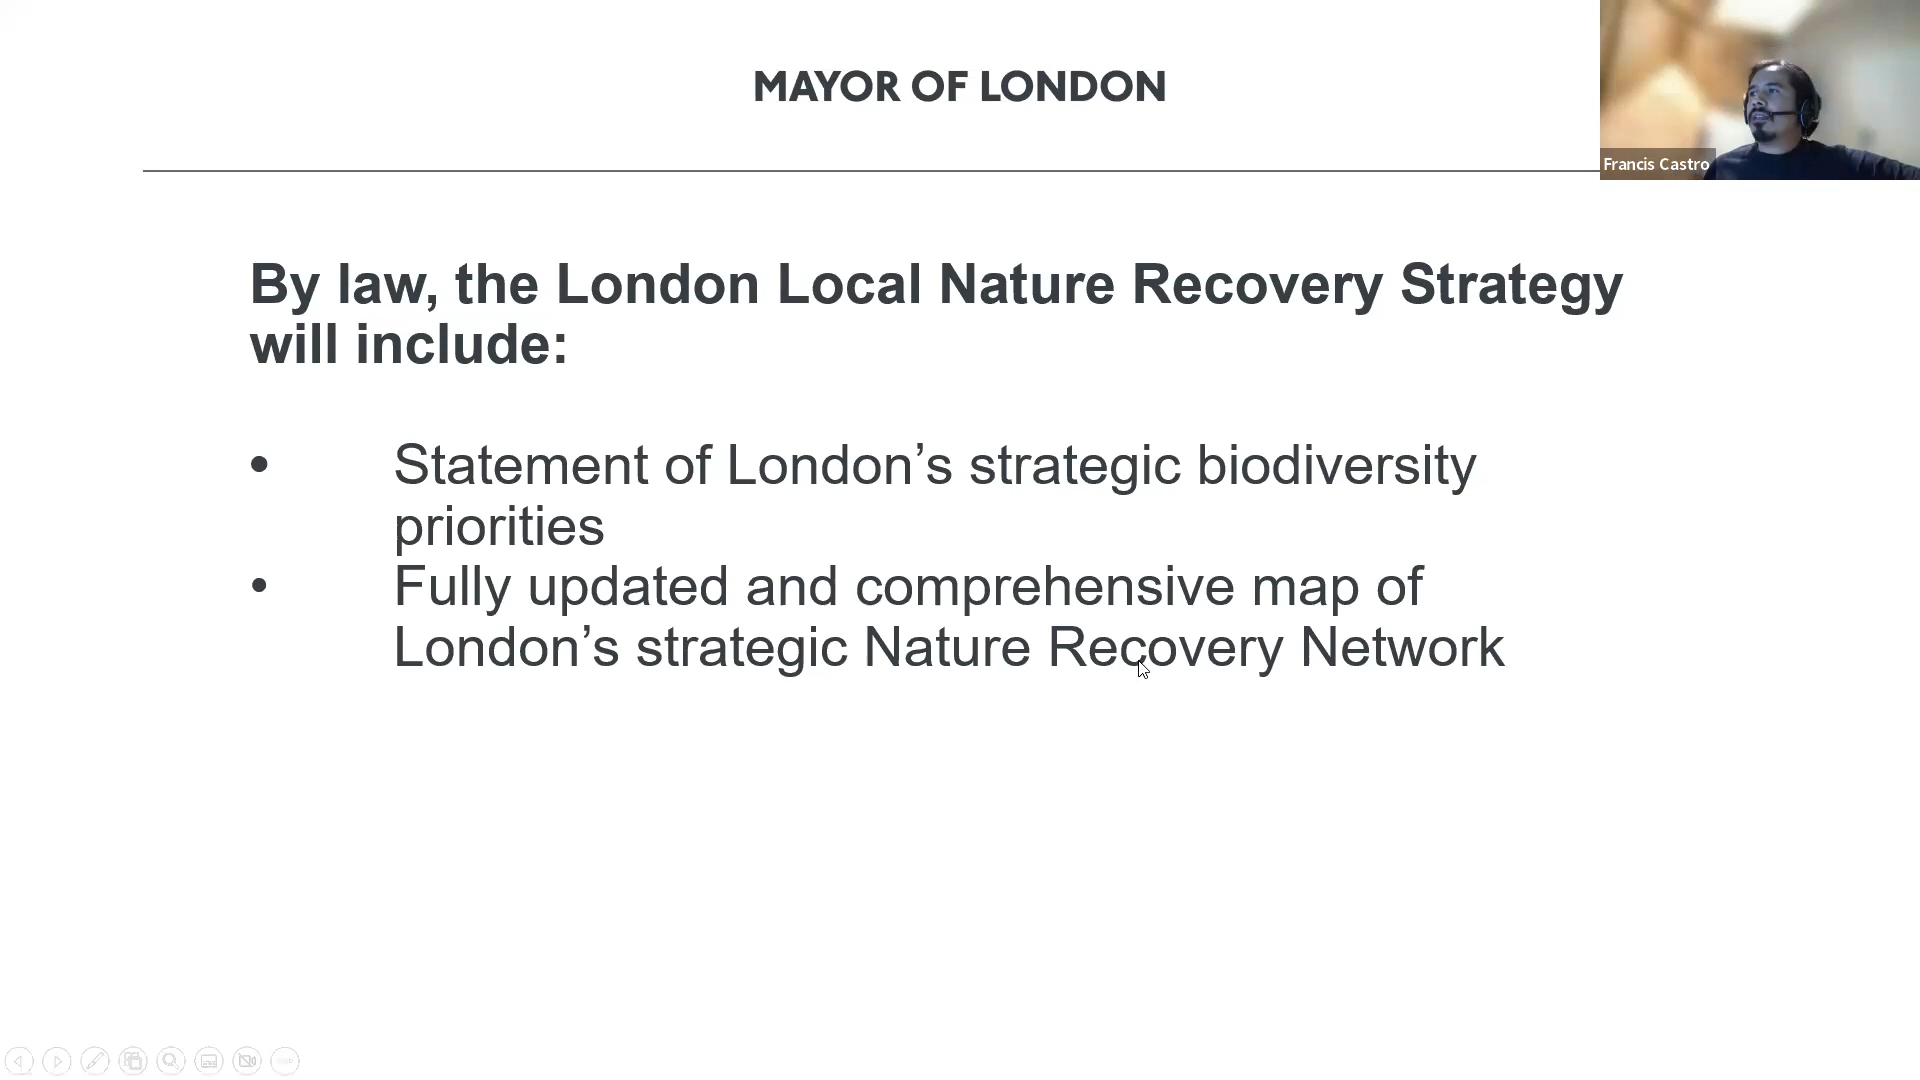 MAYOR OF LONDON
Francis Castro
By law, the London Local Nature Recovery Strategy
will include:
• Statement of London’s strategic biodiversity
priorities
• Fully updated and comprehensive map of
London’s strategic Nature Recovery Network